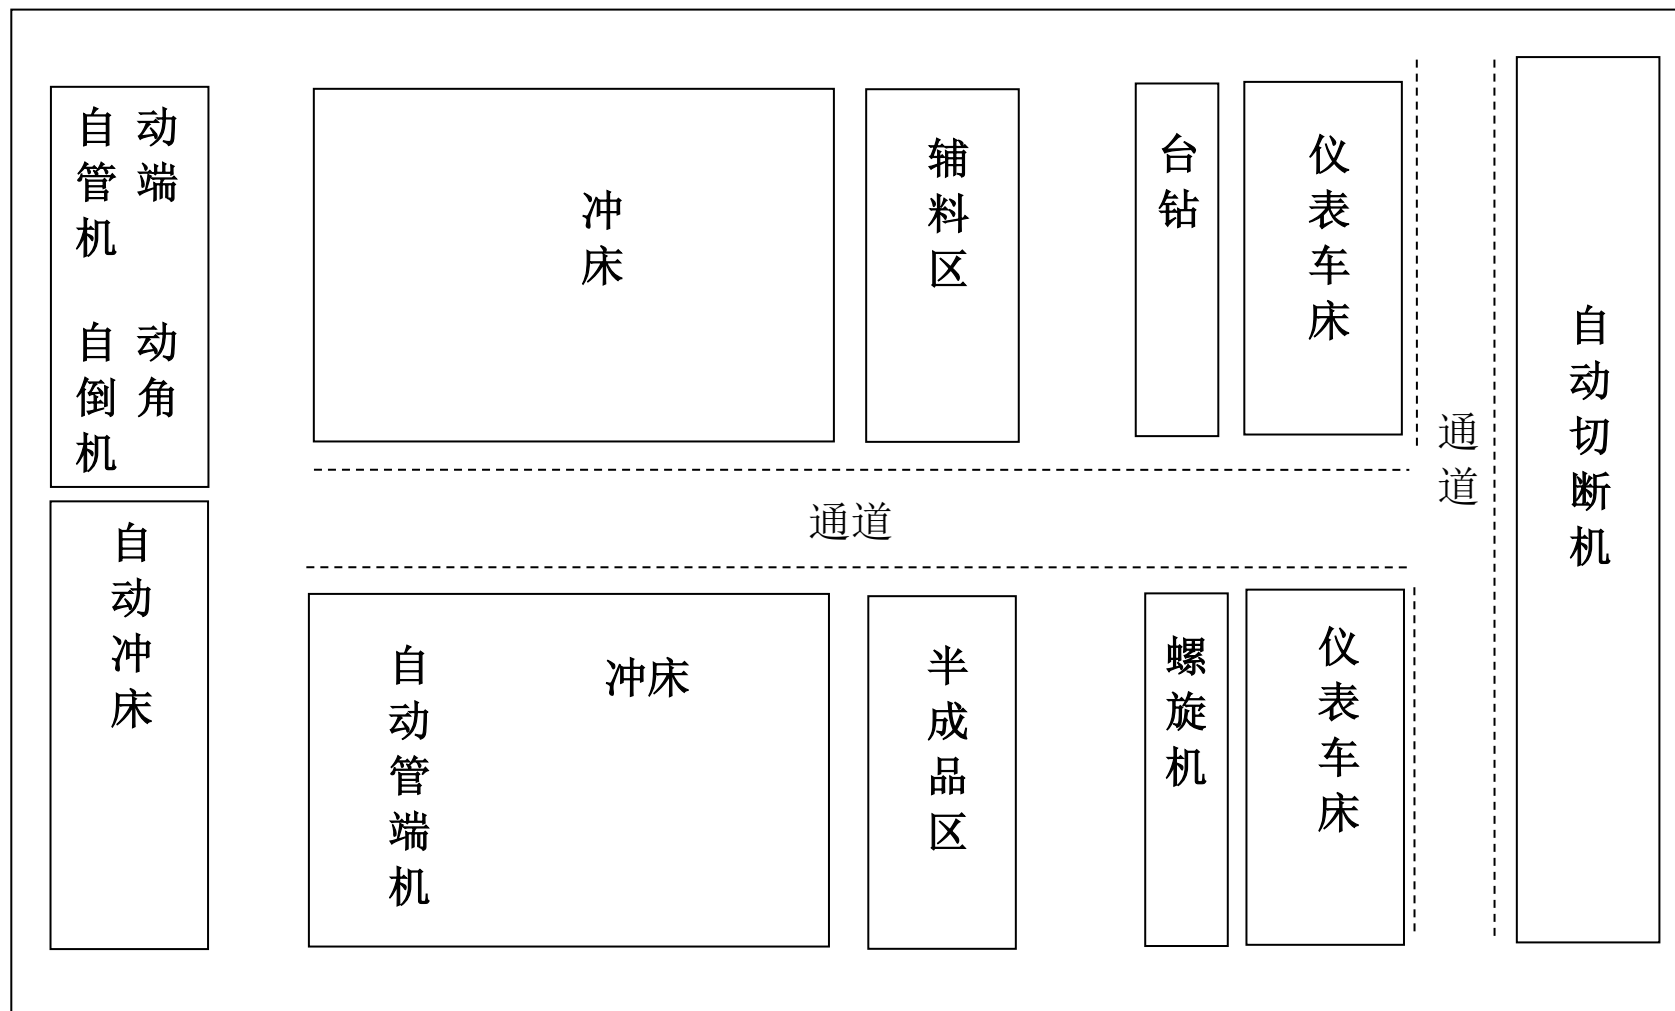 自 动
管 端
机
自 动
倒 角
机
自动冲床
冲床
辅料区
台钻
仪表车床
通道
自动切断机
通道
自动管端机
冲床
半成品区
螺旋机
仪表车床